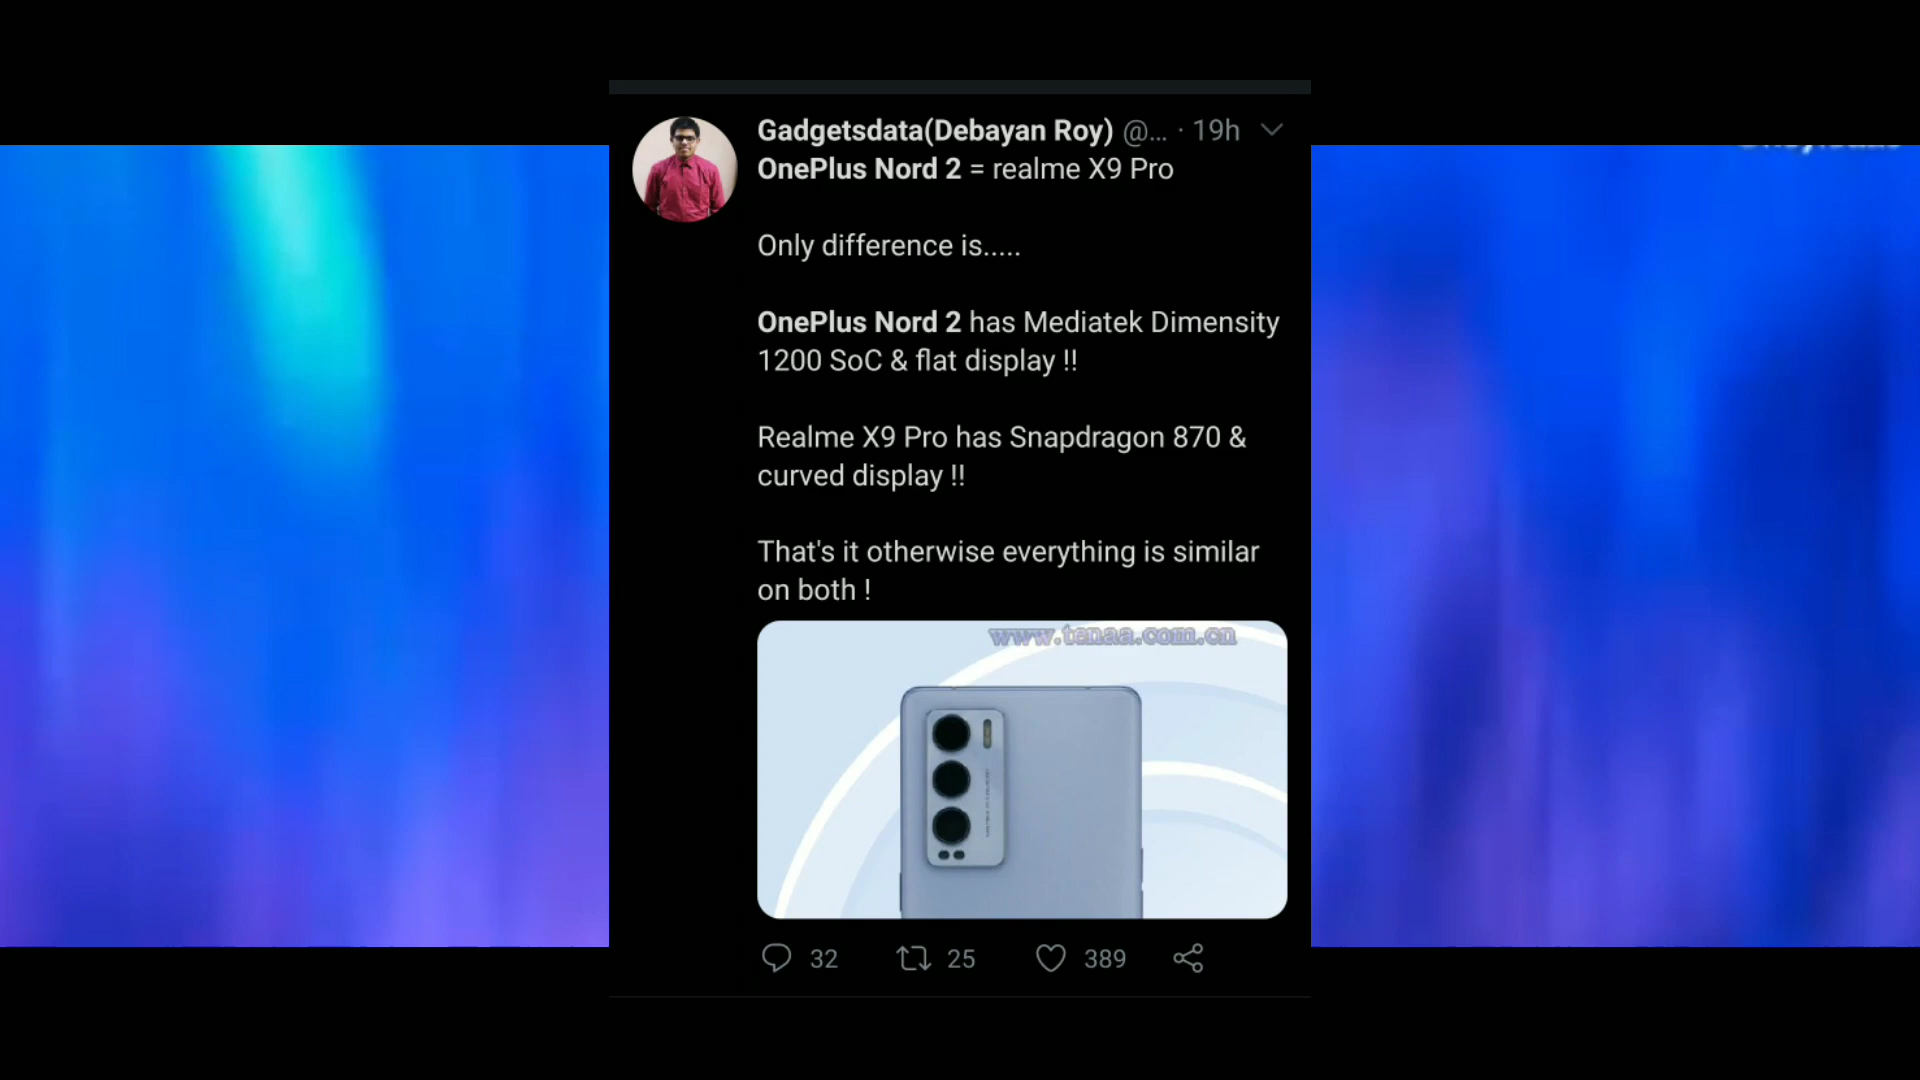 Gadgetsdata(Debayan Roy) @... · 19h
OnePlus Nord 2 = realme X9 Pro
Only difference is.....
OnePlus Nord 2 has Mediatek Dimensity
1200 SoC & flat display !!
Realme X9 Pro has Snapdragon 870 &
curved display !!
That's it otherwise everything is similar
on both !
www.tenaa.com.cn
32 25 389